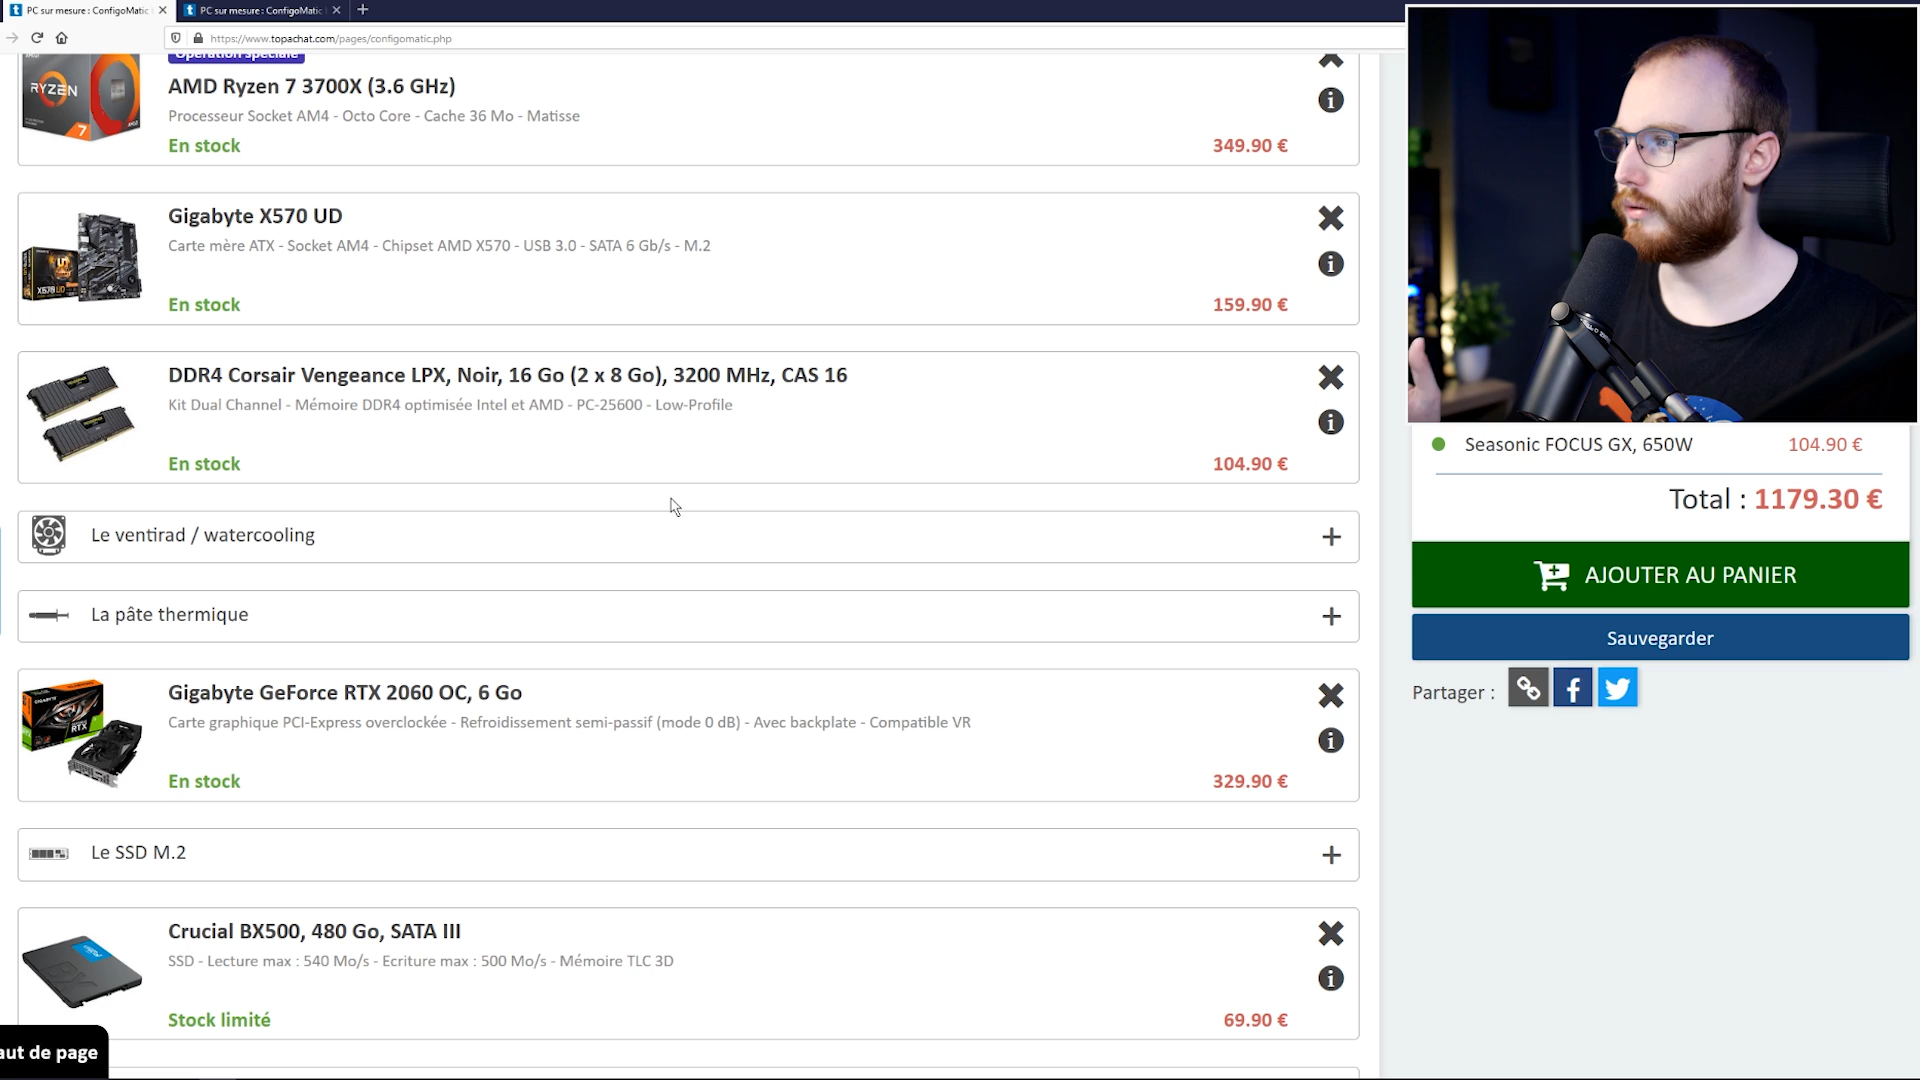 PC sur mesure : ConfigoMatic
PC sur mesure : ConfigoMatic
https://www.topachat.com/pages/configomatic.php
Opération spéciale
AMD Ryzen 7 3700X (3.6 GHz)
Processeur Socket AM4 - Octo Core - Cache 36 Mo - Matisse
En stock
349.90 €
RYZEN
7
Gigabyte X570 UD
Carte mère ATX - Socket AM4 - Chipset AMD X570 - USB 3.0 - SATA 6 Gb/s - M.2
En stock
159.90 €
X570 UD
DDR4 Corsair Vengeance LPX, Noir, 16 Go (2 x 8 Go), 3200 MHz, CAS 16
Kit Dual Channel - Mémoire DDR4 optimisée Intel et AMD - PC-25600 - Low-Profile
En stock
104.90 €
Le ventirad / watercooling
La pâte thermique
Gigabyte GeForce RTX 2060 OC, 6 Go
Carte graphique PCI-Express overclockée - Refroidissement semi-passif (mode 0 dB) - Avec backplate - Compatible VR
En stock
329.90 €
RTX
Le SSD M.2
Crucial BX500, 480 Go, SATA III
SSD - Lecture max : 540 Mo/s - Ecriture max : 500 Mo/s - Mémoire TLC 3D
Stock limité
69.90 €
aut de page
Seasonic FOCUS GX, 650W
104.90 €
Total : 1179.30 €
AJOUTER AU PANIER
Sauvegarder
Partager :